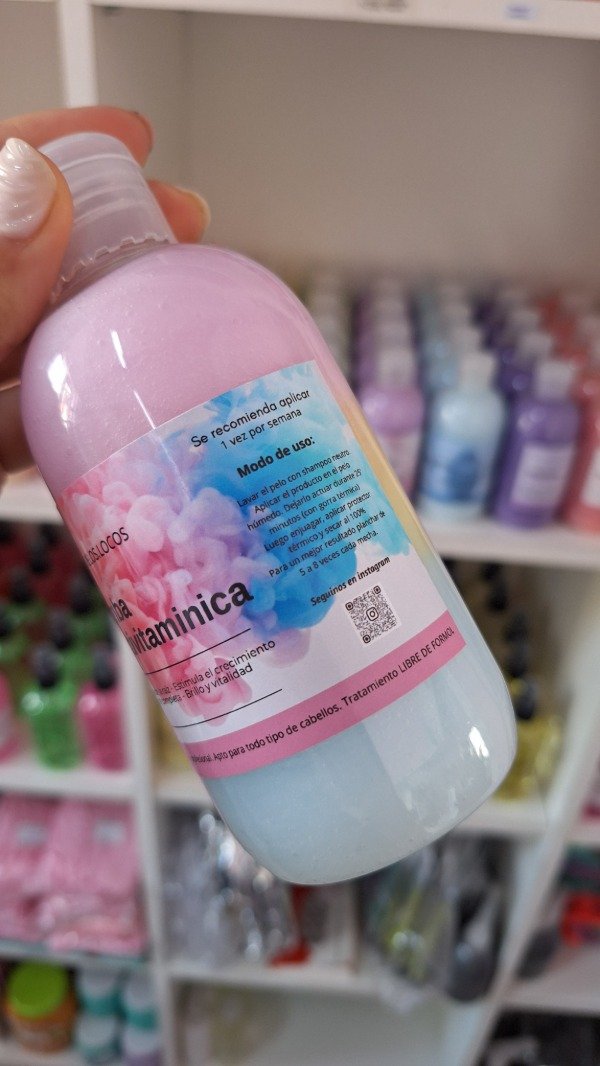 Se recomienda aplicar
1 vez por semana
Modo de uso:
Lavar el pelo con shampoo neutro
Aplicar el producto en el pelo
húmedo. Dejarlo actuar durante 25'
minutos (con gorra térmica)
Luego enjuagar, aplicar protector
térmico y secar al 100%
Para un mejor resultado planchar de
5 a 8 veces cada mecha.
Seguinos en instagram
LOS LOCOS
vitaminica
Estimula el crecimiento
- Brillo y vitalidad
Apto para todo tipo de cabellos. Tratamiento LIBRE DE FORMOL